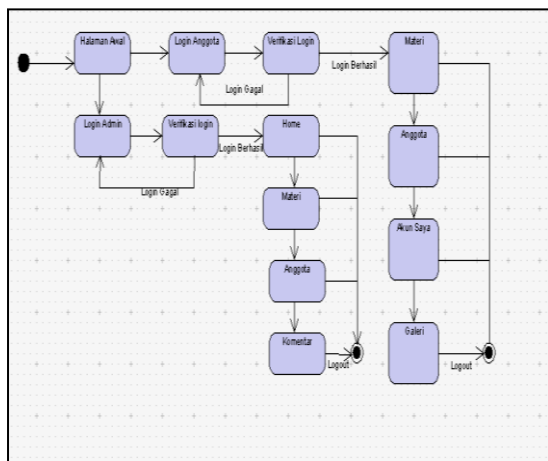 Halaman Awal
Login Anggota
Verifikasi Login
Materi
Login Berhasil
Login Gagal
Login Admin
Verifikasi login
Home
Anggota
Login Berhasil
Login Gagal
Materi
Akun Saya
Anggota
Komentar
Galeri
Logout
Logout